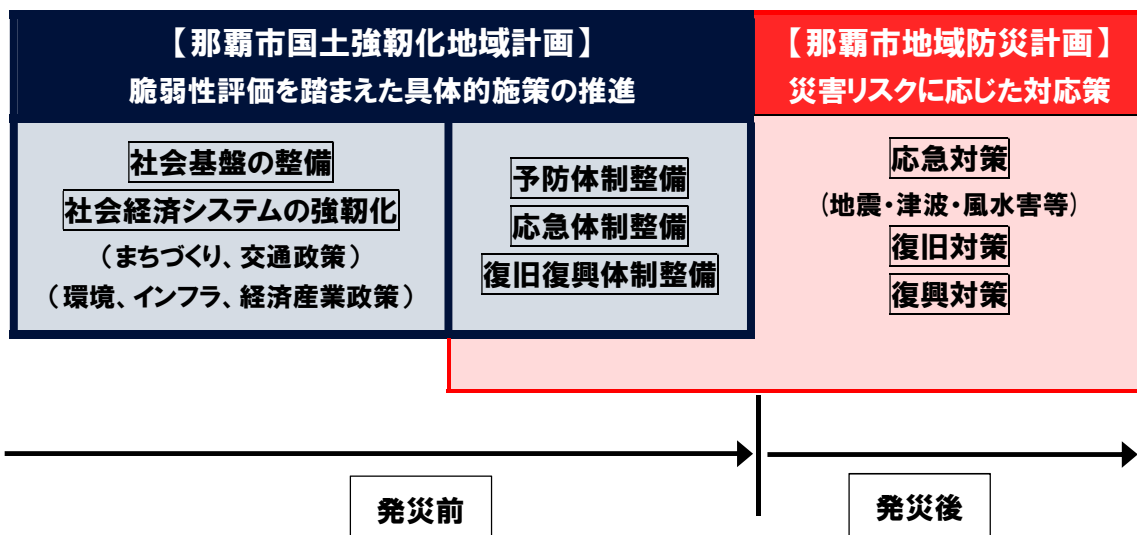 【那覇市国土強靭化地域計画】
脆弱性評価を踏まえた具体的施策の推進
【那覇市地域防災計画】
災害リスクに応じた対応策
社会基盤の整備
社会経済システムの強靭化
（まちづくり、交通政策）
（環境、インフラ、経済産業政策）
予防体制整備
応急体制整備
復旧復興体制整備
応急対策
(地震・津波・風水害等)
復旧対策
復興対策
発災前
発災後